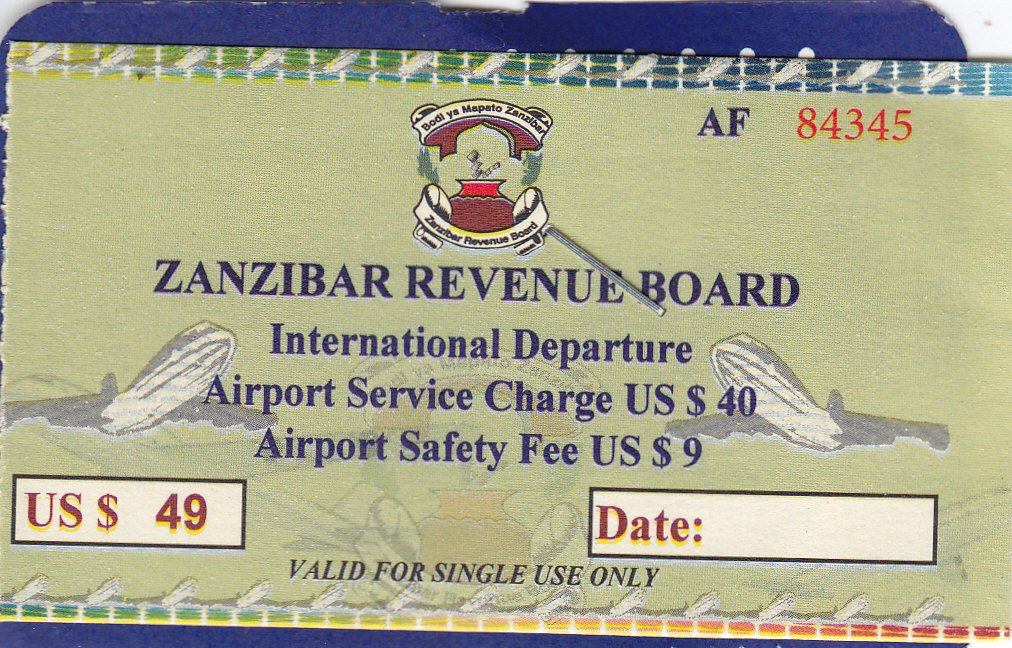 AF 84345
Bodi ya Mapato Zanzibar
Zanzibar Revenue Board
ZANZIBAR REVENUE BOARD
International Departure
Airport Service Charge US $ 40
Airport Safety Fee US $ 9
US $ 49
Date:
VALID FOR SINGLE USE ONLY